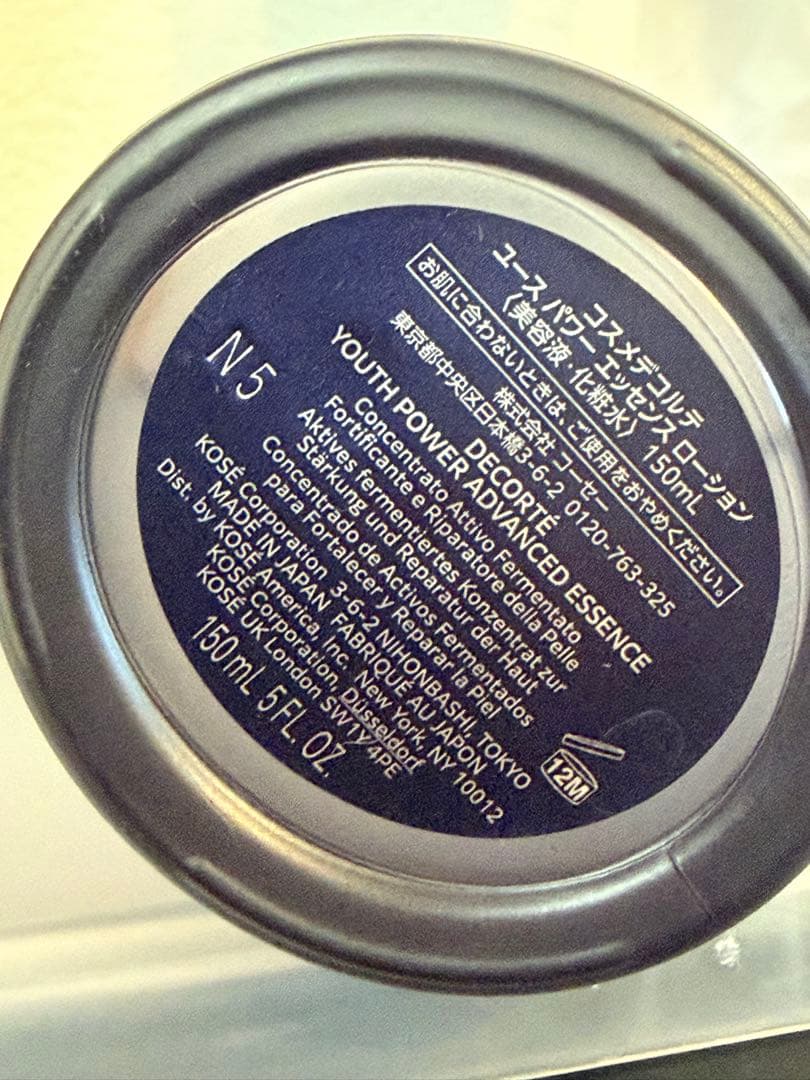 コスメデコルテ
ユース パワー エッセンス ローション
〈美容液・化粧水〉 150mL
お肌に合わないときは、ご使用をおやめください。
株式会社 コーセー
東京都中央区日本橋3-6-2 0120-763-325
DECORTÉ
YOUTH POWER ADVANCED ESSENCE
Concentrato Attivo Fermentato
Fortificante e Riparatore della Pelle
Aktives fermentiertes Konzentrat zur
Stärkung und Reparatur der Haut
Concentrado de Activos Fermentados
para Fortalecer y Reparar la Piel
N5
KOSÉ Corporation 3-6-2 NIHONBASHI, TOKYO
MADE IN JAPAN FABRIQUE AU JAPON
Dist. by KOSÉ America, Inc. New York, NY 10012
KOSÉ Corporation, Düsseldorf
KOSÉ UK London SW1Y 4PE
150mL 5FL. OZ.
12M